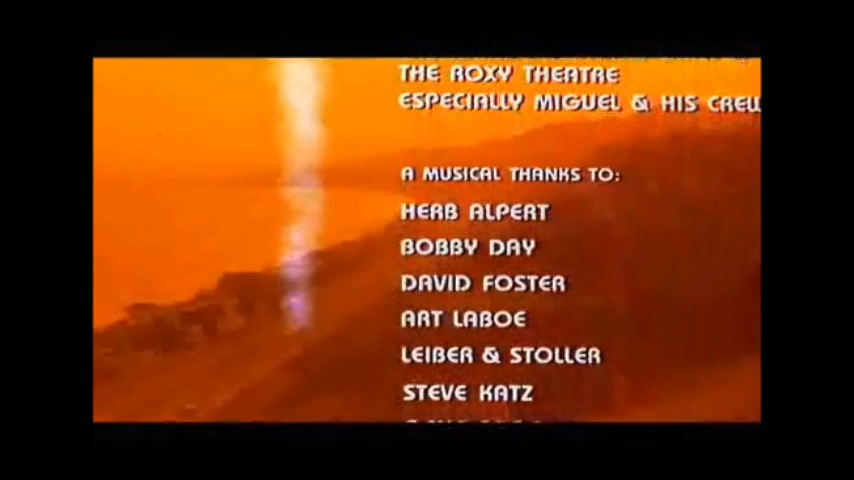 THE ROXY THEATRE
ESPECIALLY MIGUEL & HIS CREW
A MUSICAL THANKS TO:
HERB ALPERT
BOBBY DAY
DAVID FOSTER
ART LABOE
LEIBER & STOLLER
STEVE KATZ